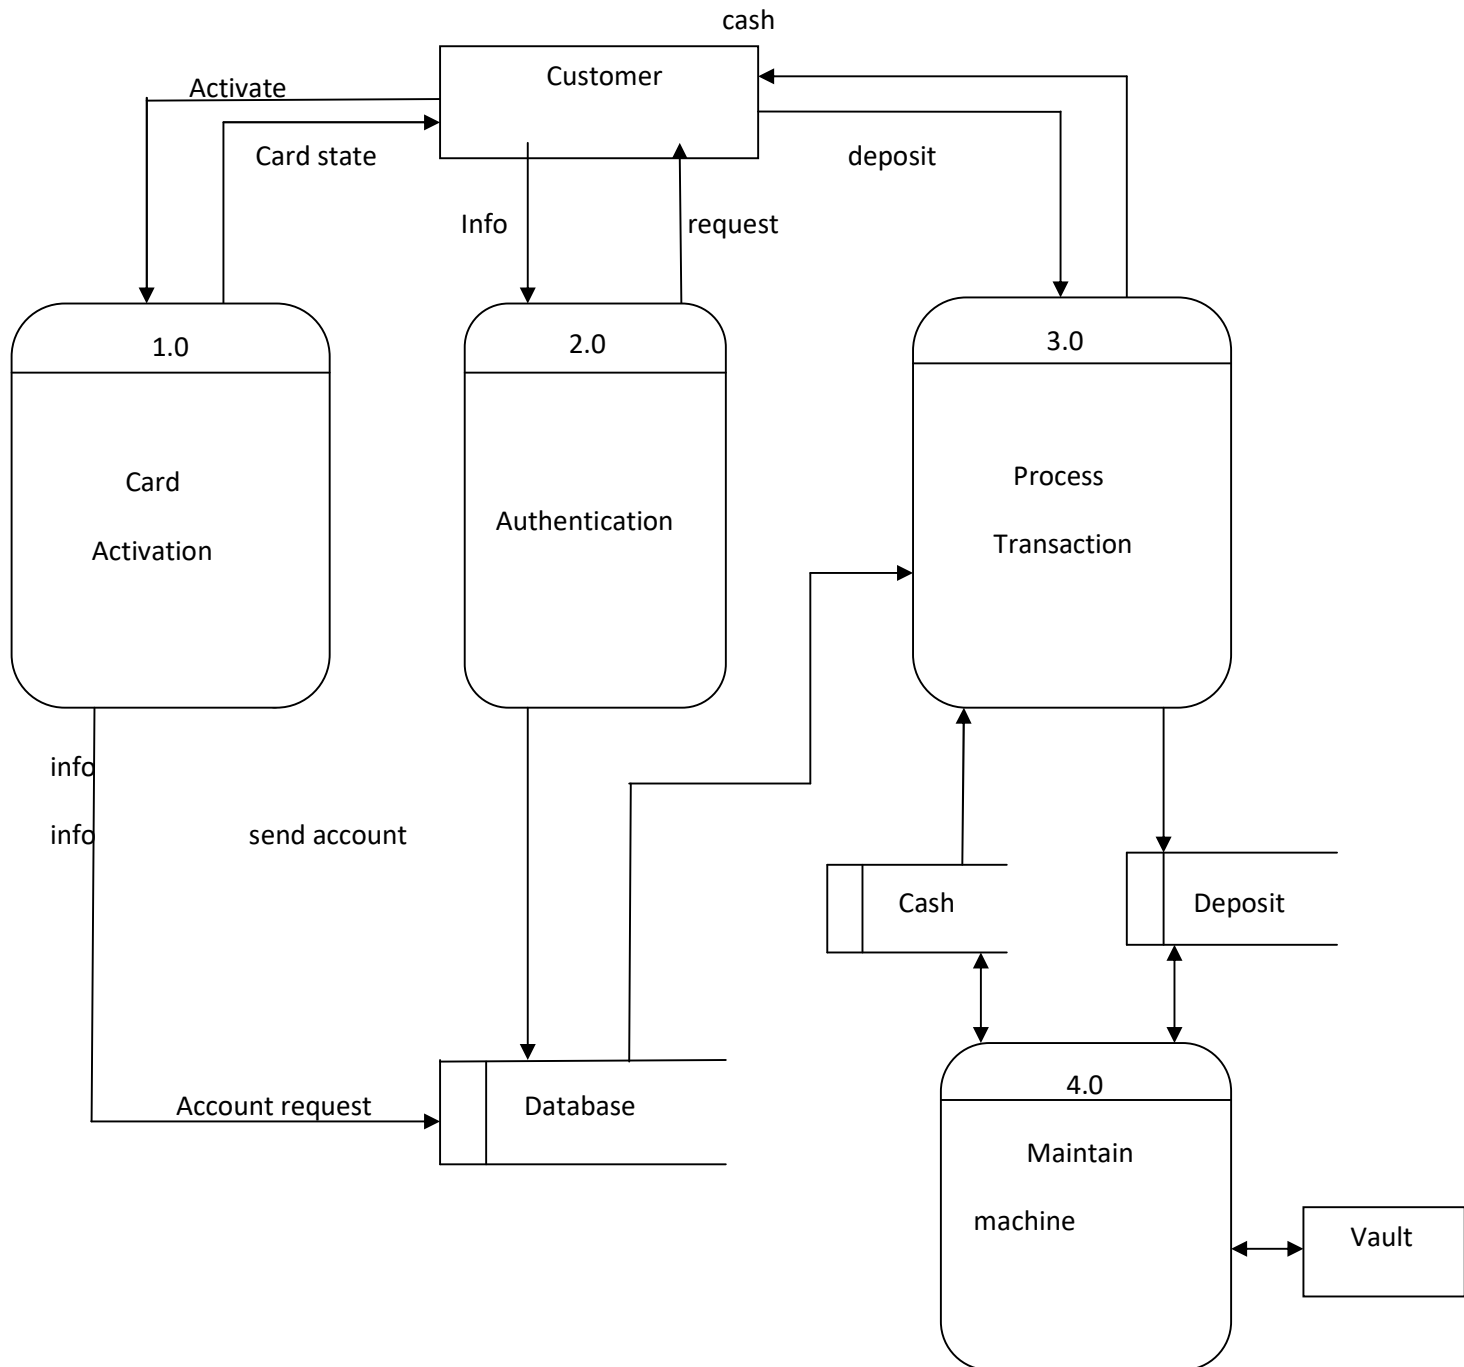 cash
Customer
Activate
Card state
deposit
Info
request
1.0
2.0
3.0
Card
Activation
Authentication
Process
Transaction
info
info
send account
Cash
Deposit
Account request
Database
4.0
Maintain
machine
Vault